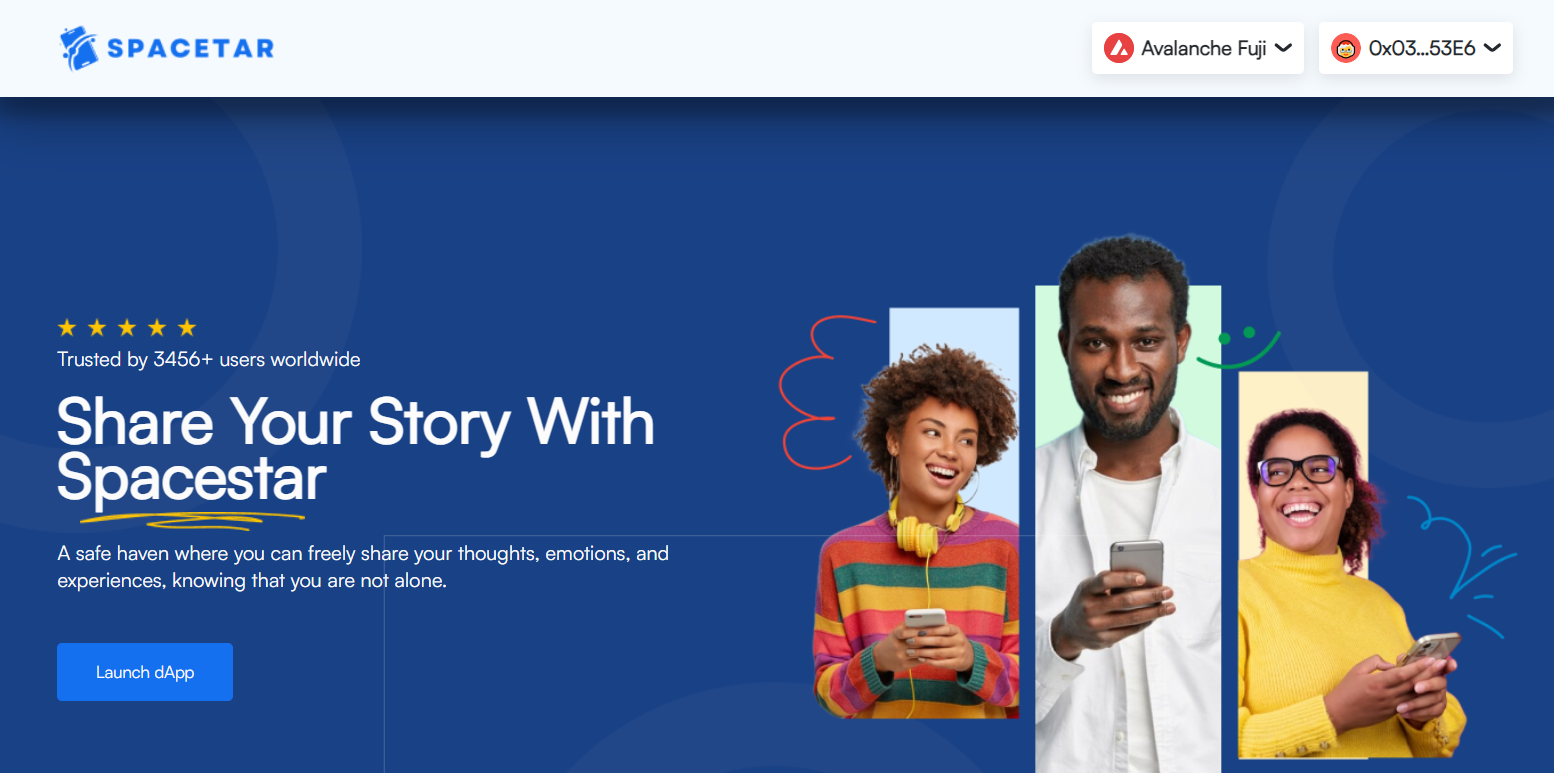 SPACETAR
Avalanche Fuji
0x03...53E6
Trusted by 3456+ users worldwide
Share Your Story With
Spacestar
A safe haven where you can freely share your thoughts, emotions, and
experiences, knowing that you are not alone.
Launch dApp